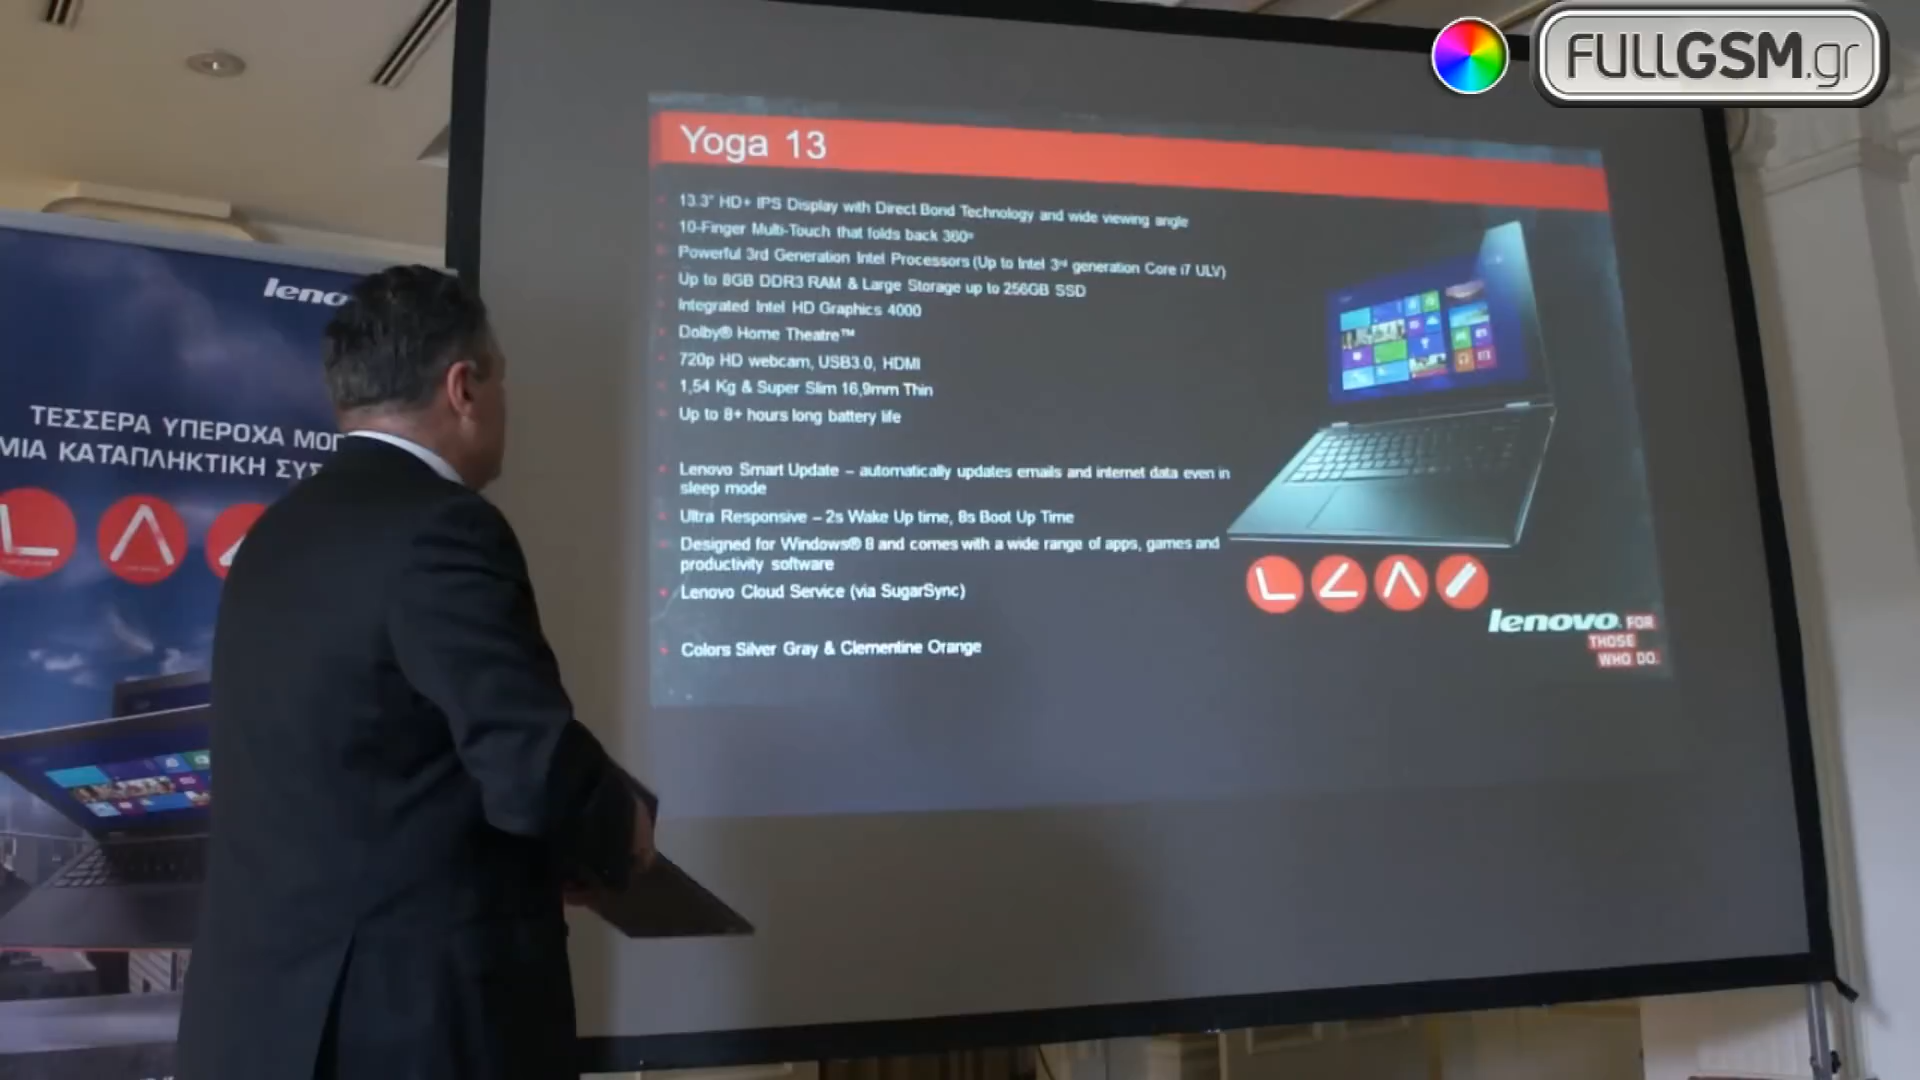 FULLGSM.gr
Yoga 13
13.3" HD+ IPS Display with Direct Bond Technology and wide viewing angle
10-Finger Multi-Touch that folds back 360º
Powerful 3rd Generation Intel Processors (Up to Intel 3rd generation Core i7 ULV)
Up to 8GB DDR3 RAM & Large Storage up to 256GB SSD
Integrated Intel HD Graphics 4000
Dolby® Home Theatre™
720p HD webcam, USB3.0, HDMI
1,54 Kg & Super Slim 16,9mm Thin
Up to 8+ hours long battery life
Lenovo Smart Update – automatically updates emails and internet data even in
sleep mode
Ultra Responsive – 2s Wake Up time, 8s Boot Up Time
Designed for Windows® 8 and comes with a wide range of apps, games and
productivity software
Lenovo Cloud Service (via SugarSync)
Colors Silver Gray & Clementine Orange
lenovo FOR
THOSE
WHO DO.
leno
ΤΕΣΣΕΡΑ ΥΠΕΡΟΧΑ ΜΟΡ
ΜΙΑ ΚΑΤΑΠΛΗΚΤΙΚΗ ΣΥΣ